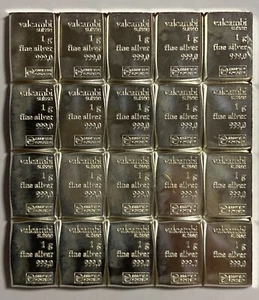 valcambi valcambi valcambi valcambi valcambi
suisse suisse suisse suisse suisse
1 g 1 g 1 g 1 g 1 g
fine silver fine silver fine silver fine silver fine silver
999,0 999,0 999,0 999,0 999,0
valcambi valcambi valcambi valcambi valcambi
suisse suisse suisse suisse suisse
1 g 1 g 1 g 1 g 1 g
fine silver fine silver fine silver fine silver fine silver
999,0 999,0 999,0 999,0 999,0
valcambi valcambi valcambi valcambi valcambi
suisse suisse suisse suisse suisse
1 g 1 g 1 g 1 g 1 g
fine silver fine silver fine silver fine silver fine silver
999,0 999,0 999,0 999,0 999,0
valcambi valcambi valcambi valcambi valcambi
suisse suisse suisse suisse suisse
1 g 1 g 1 g 1 g 1 g
fine silver fine silver fine silver fine silver fine silver
999,0 999,0 999,0 999,0 999,0